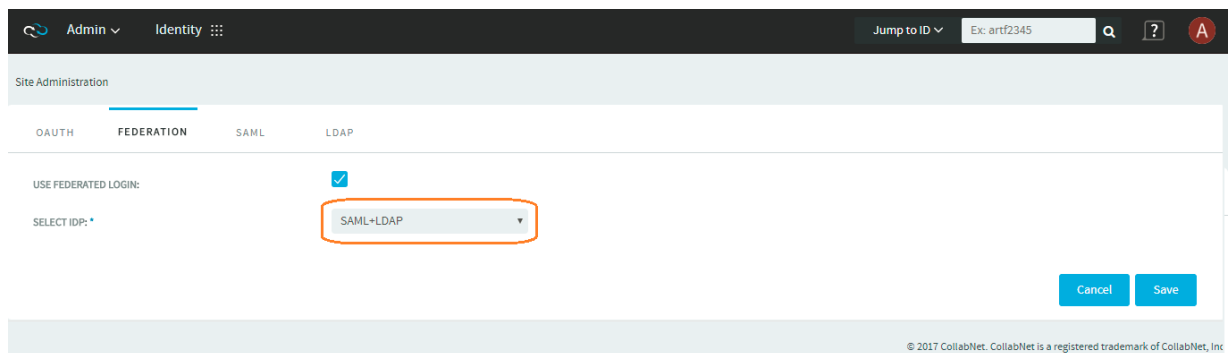 Admin Identity Jump to ID Ex: artf2345 ? A
Site Administration
OAUTH FEDERATION SAML LDAP
USE FEDERATED LOGIN:
SELECT IDP: * SAML+LDAP
Cancel Save
© 2017 CollabNet. CollabNet is a registered trademark of CollabNet, Inc